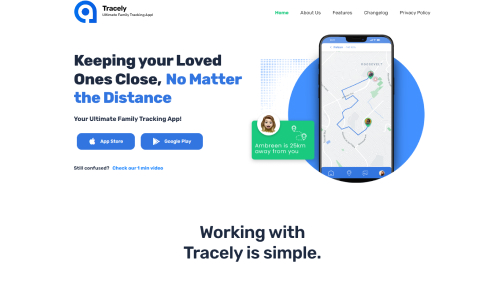 Tracely
Ultimate Family Tracking App!
Home
About Us
Features
Changelog
Privacy Policy
Keeping your Loved
Ones Close, No Matter
the Distance
Your Ultimate Family Tracking App!
App Store
Google Play
Still confused? Check our 1 min video
Ambreen is 25km
away from you
Working with
Tracely is simple.